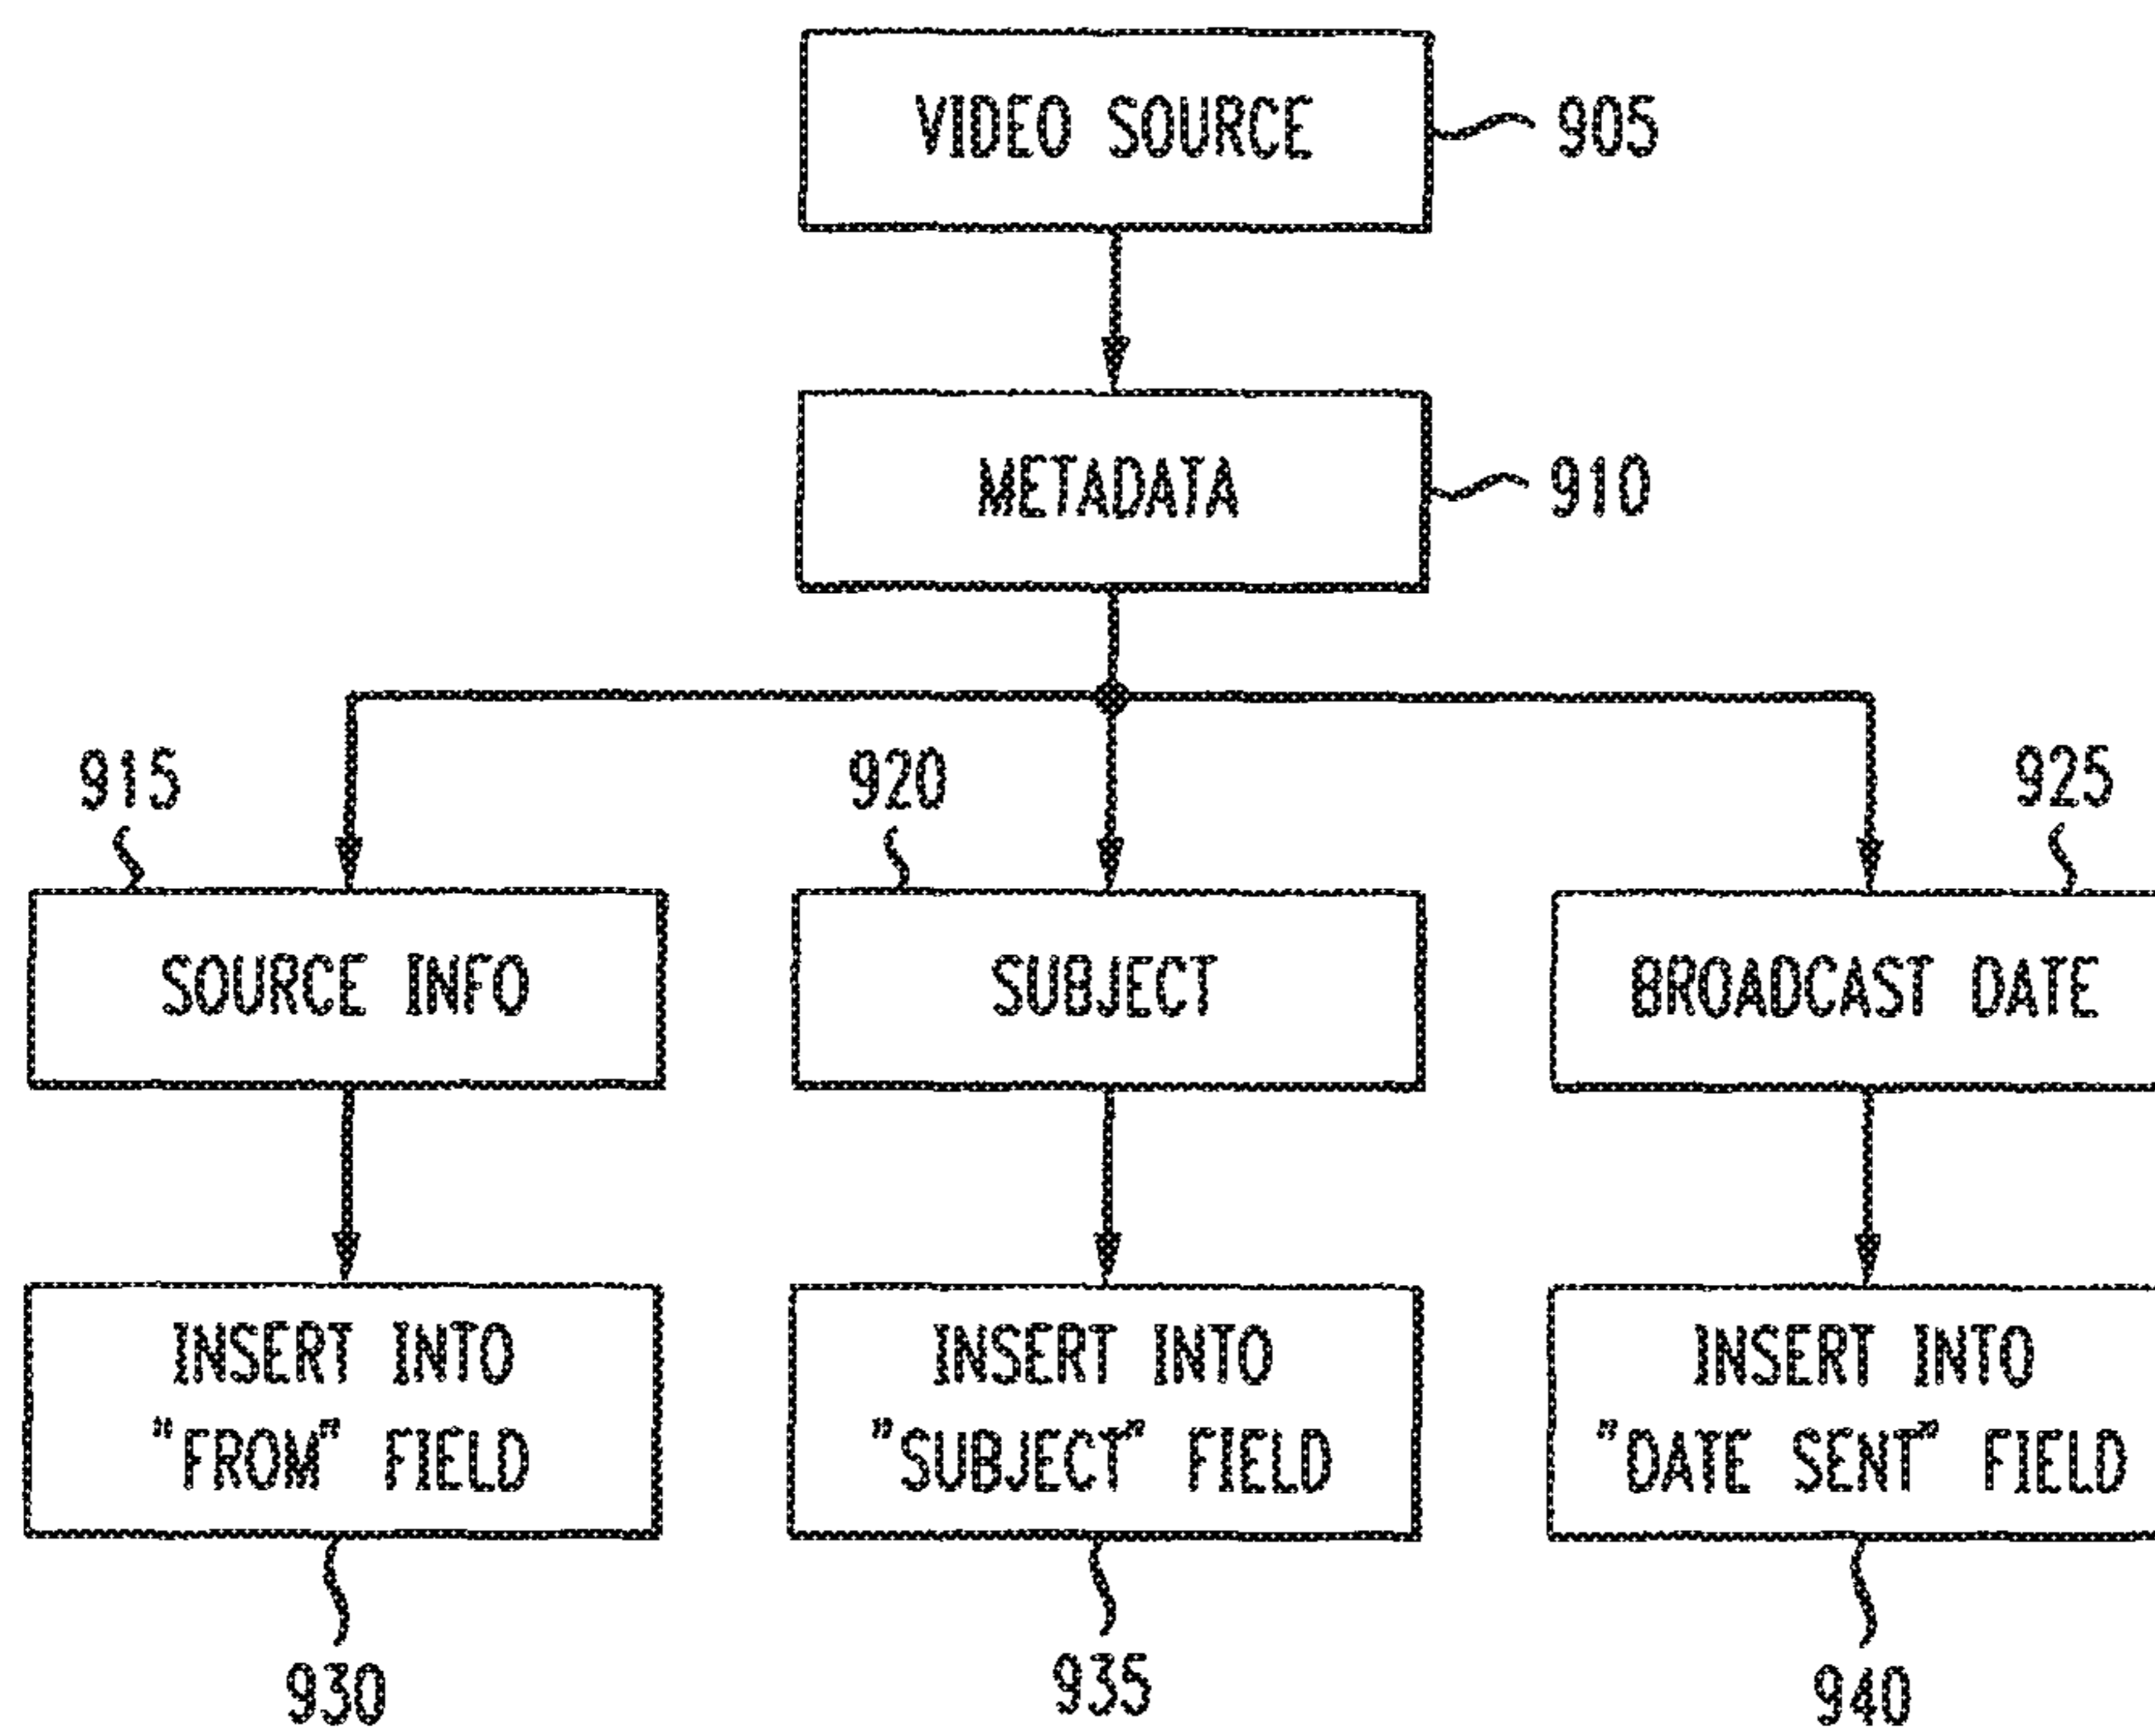 VIDEO SOURCE
905
METADATA
910
915
920
925
SOURCE INFO
SUBJECT
BROADCAST DATE
INSERT INTO
"FROM" FIELD
INSERT INTO
"SUBJECT" FIELD
INSERT INTO
"DATE SENT" FIELD
930
935
940